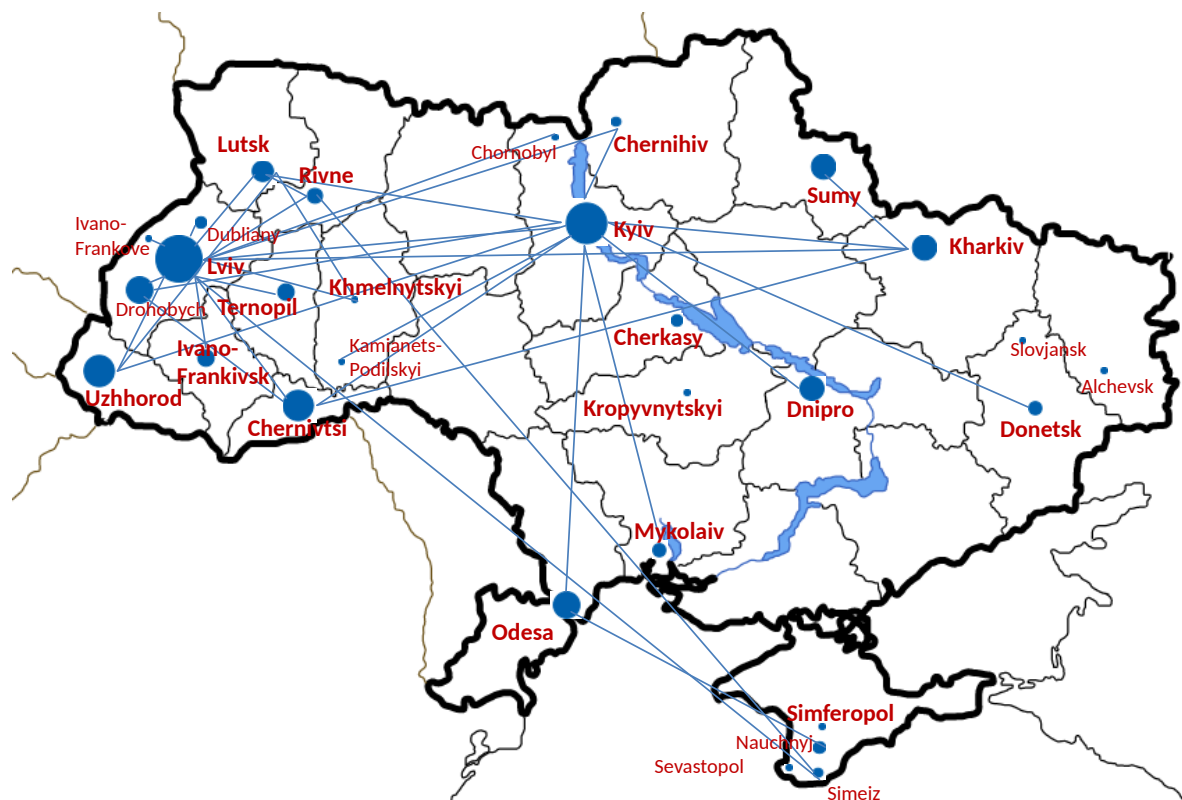 Lutsk
Chornobyl
Chernihiv
Rivne
Sumy
Ivano-
Frankove
Dubliany
Kyiv
Kharkiv
Lviv
Khmelnytskyi
Drohobych
Ternopil
Cherkasy
Ivano-
Frankivsk
Kamjanets-
Podilskyi
Slovjansk
Alchevsk
Uzhhorod
Kropyvnytskyi
Dnipro
Chernivtsi
Donetsk
Mykolaiv
Odesa
Simferopol
Nauchnyj
Sevastopol
Simeiz